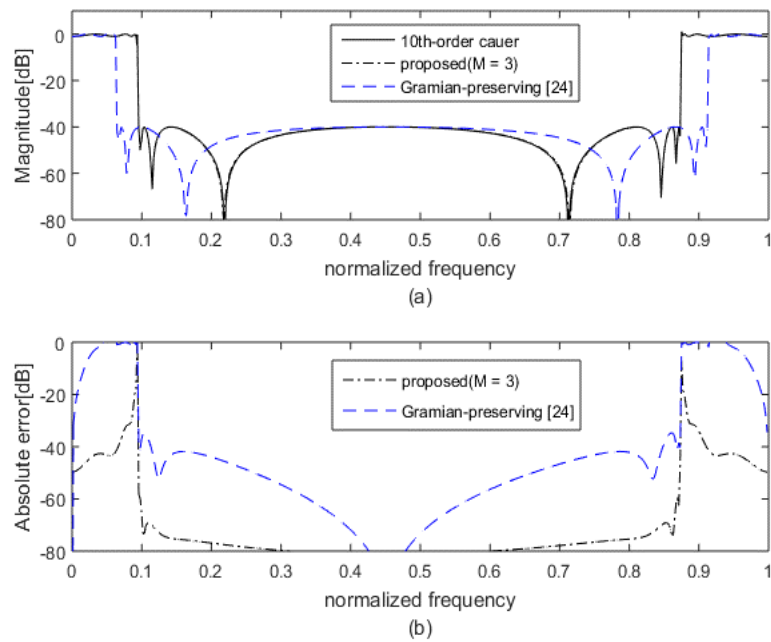 0
-20
-40
-60
-80
Magnitude[dB]
10th-order cauer
proposed(M = 3)
Gramian-preserving [24]
0 0.1 0.2 0.3 0.4 0.5 0.6 0.7 0.8 0.9 1
normalized frequency
(a)
0
-20
-40
-60
-80
Absolute error[dB]
proposed(M = 3)
Gramian-preserving [24]
0 0.1 0.2 0.3 0.4 0.5 0.6 0.7 0.8 0.9 1
normalized frequency
(b)